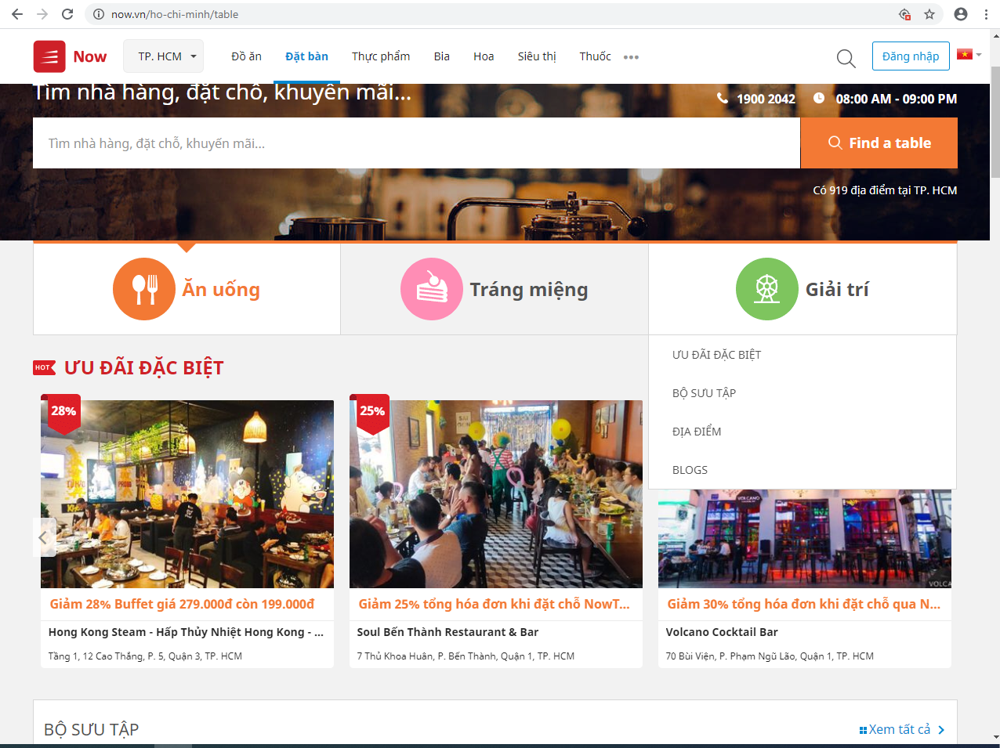 now.vn/ho-chi-minh/table
Now
TP. HCM
Đồ ăn
Đặt bàn
Thực phẩm
Bia
Hoa
Siêu thị
Thuốc
Đăng nhập
Tìm nhà hàng, đặt chỗ, khuyến mãi...
1900 2042
08:00 AM - 09:00 PM
Tìm nhà hàng, đặt chỗ, khuyến mãi...
Find a table
Có 919 địa điểm tại TP. HCM
Ăn uống
Tráng miệng
Giải trí
ƯU ĐÃI ĐẶC BIỆT
BỘ SƯU TẬP
ĐỊA ĐIỂM
BLOGS
HOT
ƯU ĐÃI ĐẶC BIỆT
28%
Giảm 28% Buffet giá 279.000đ còn 199.000đ
Hong Kong Steam - Hấp Thủy Nhiệt Hong Kong - ...
Tầng 1, 12 Cao Thắng, P. 5, Quận 3, TP. HCM
25%
Giảm 25% tổng hóa đơn khi đặt chỗ NowT...
Soul Bến Thành Restaurant & Bar
7 Thủ Khoa Huân, P. Bến Thành, Quận 1, TP. HCM
VOLCANO
VOLCA
Giảm 30% tổng hóa đơn khi đặt chỗ qua N...
Volcano Cocktail Bar
70 Bùi Viện, P. Phạm Ngũ Lão, Quận 1, TP. HCM
BỘ SƯU TẬP
Xem tất cả